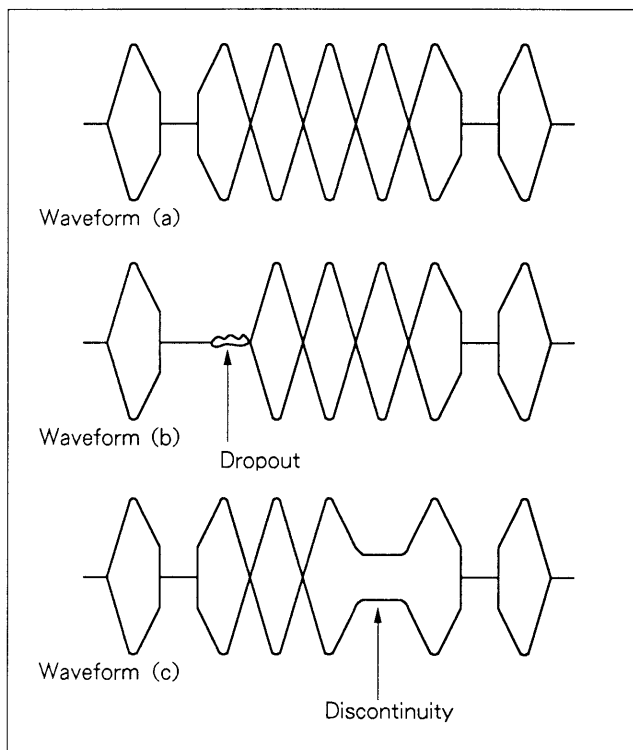 Waveform (a)
Waveform (b)
Dropout
Waveform (c)
Discontinuity